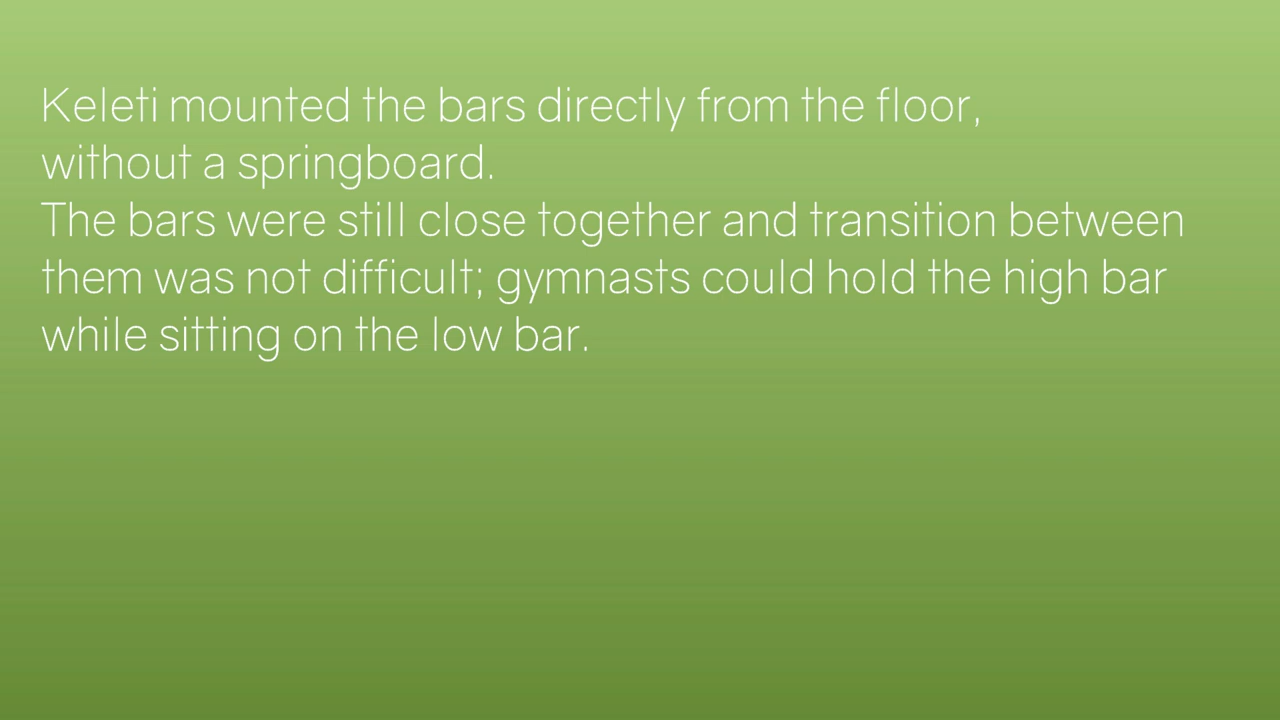 Keleti mounted the bars directly from the floor,
without a springboard.
The bars were still close together and transition between
them was not difficult; gymnasts could hold the high bar
while sitting on the low bar.